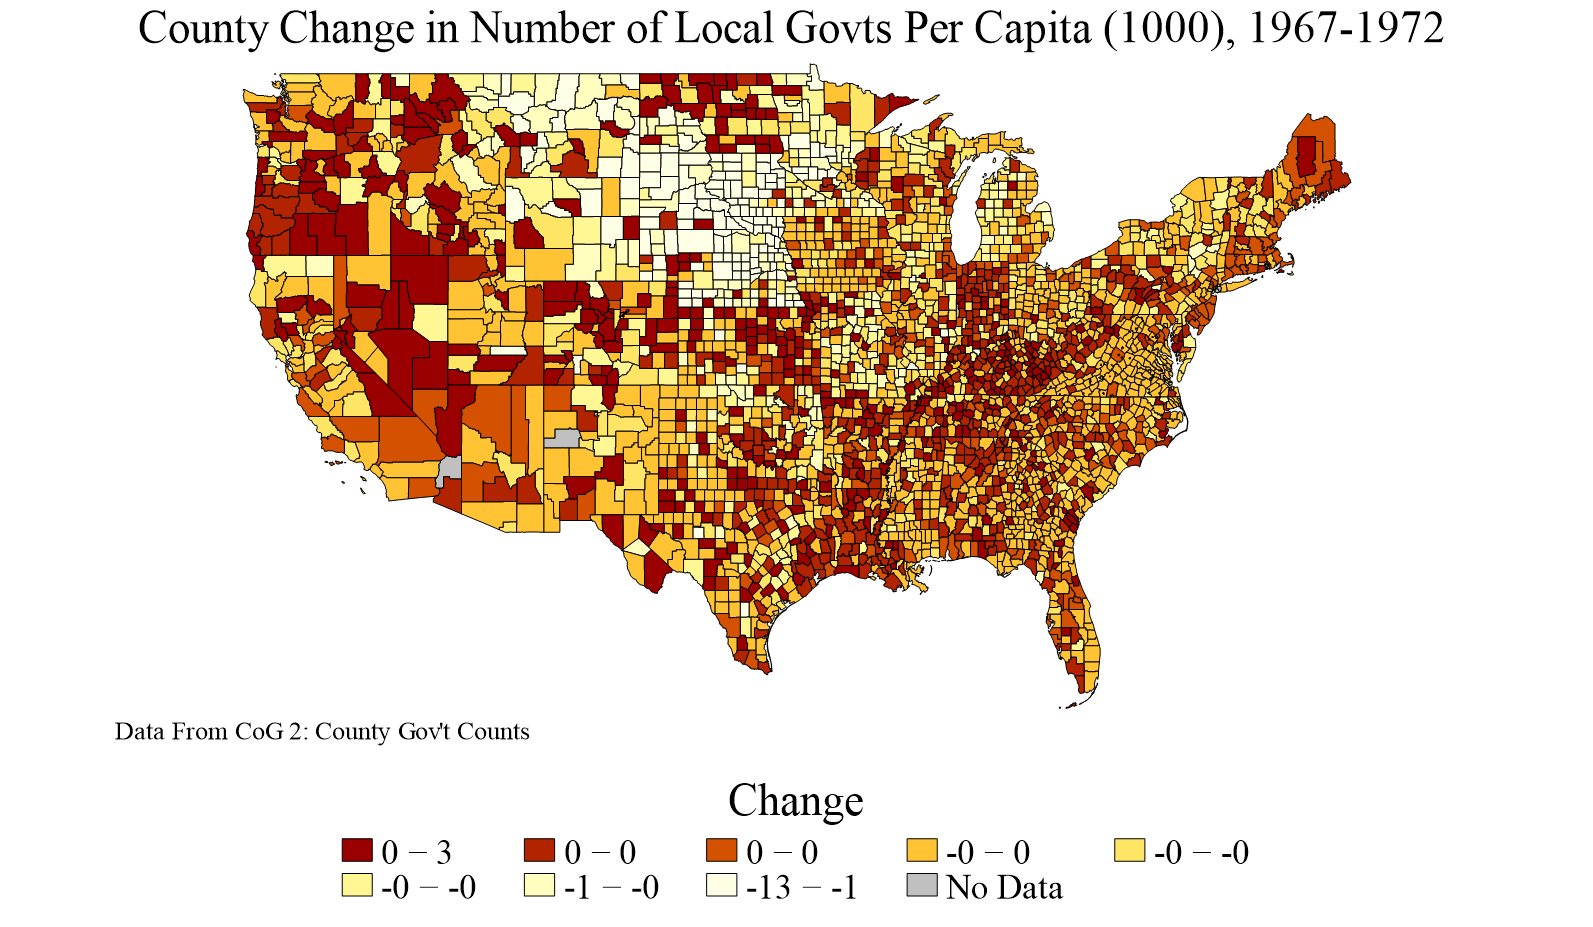 County Change in Number of Local Govts Per Capita (1000), 1967-1972
Data From CoG 2: County Gov't Counts
Change
0 − 3 0 − 0 0 − 0 -0 − 0 -0 − -0
-0 − -0 -1 − -0 -13 − -1 No Data